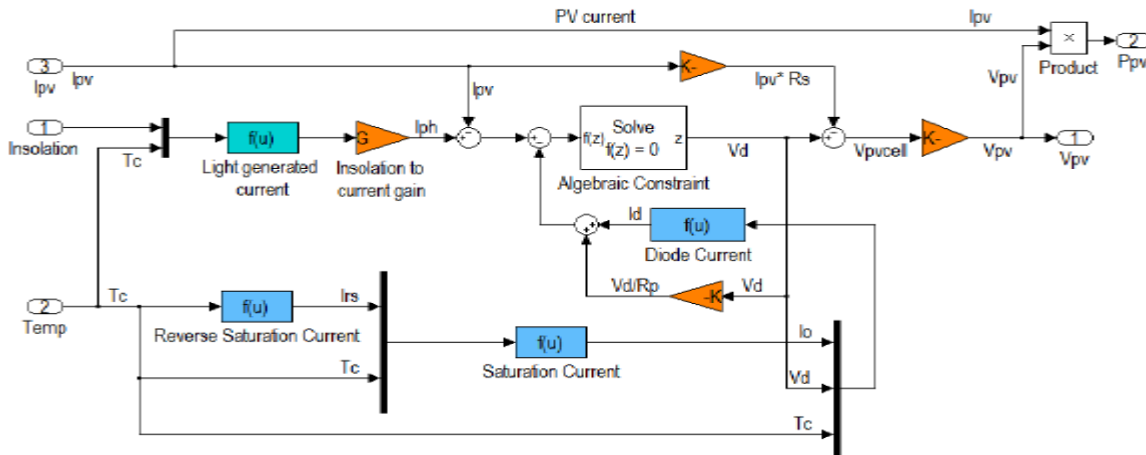 PV current
Ipv
3
Ipv
Ipv
K-
Ipv* Rs
Ipv
Vpv
×
Product
2
Ppv
1
Insolation
Tc
f(u)
Light generated
current
G
Insolation to
current gain
Iph
f(z) Solve
f(z) = 0
z
Algebraic Constraint
Vd
Vpvcell
K-
Vpv
1
Vpv
Id
f(u)
Diode Current
Vd/Rp
-K
Vd
2
Temp
Tc
f(u)
Reverse Saturation Current
Irs
Tc
f(u)
Saturation Current
Io
Vd
Tc